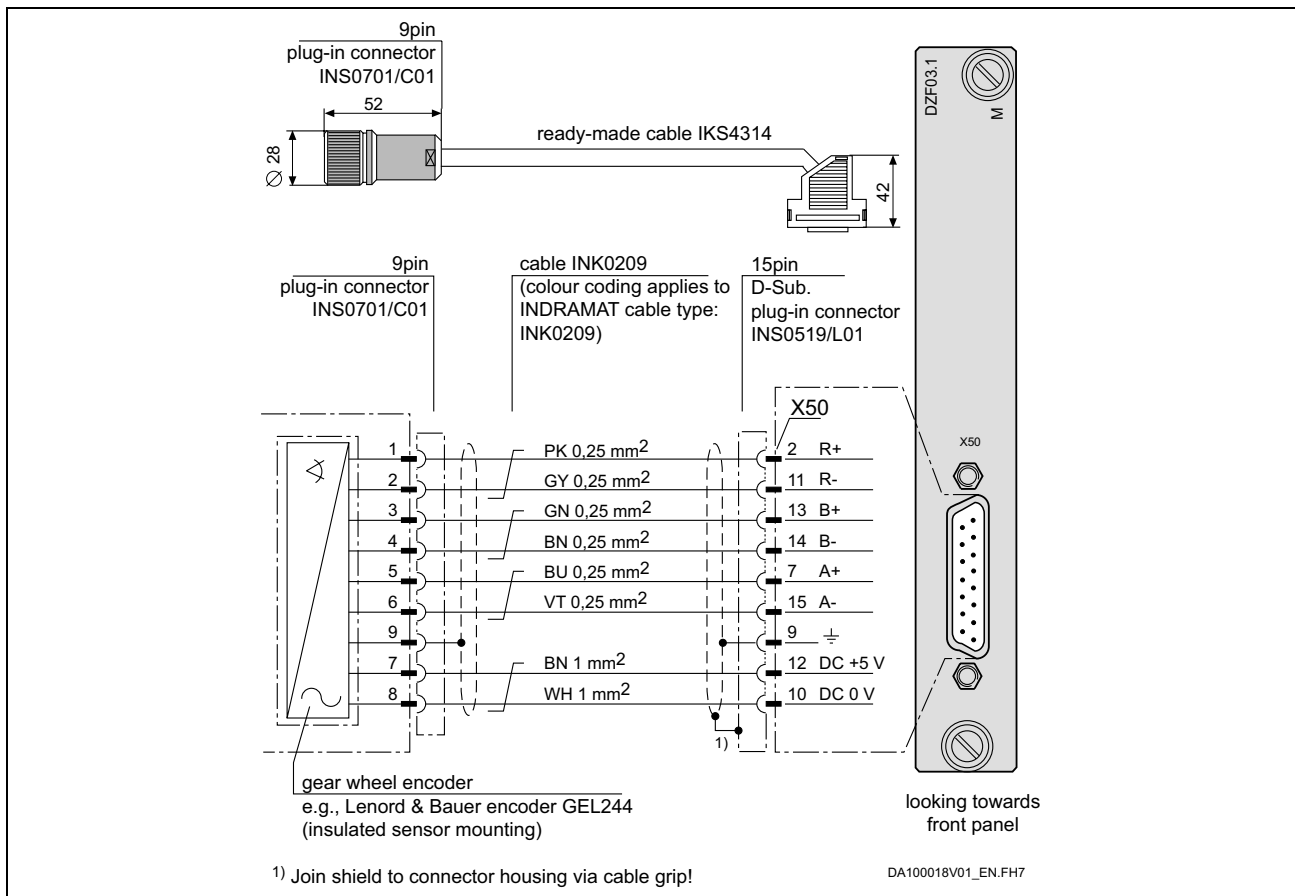 9pin
plug-in connector
INS0701/C01
52
ready-made cable IKS4314
Ø 28
42
DZF03.1
M
9pin
plug-in connector
INS0701/C01
cable INK0209
(colour coding applies to
INDRAMAT cable type:
INK0209)
15pin
D-Sub.
plug-in connector
INS0519/L01
X50
X50
1 PK 0,25 mm² 2 R+
2 GY 0,25 mm² 11 R-
3 GN 0,25 mm² 13 B+
4 BN 0,25 mm² 14 B-
5 BU 0,25 mm² 7 A+
6 VT 0,25 mm² 15 A-
9 9
7 BN 1 mm² 12 DC +5 V
8 WH 1 mm² 10 DC 0 V
1)
gear wheel encoder
e.g., Lenord & Bauer encoder GEL244
(insulated sensor mounting)
looking towards
front panel
1) Join shield to connector housing via cable grip!
DA100018V01_EN.FH7